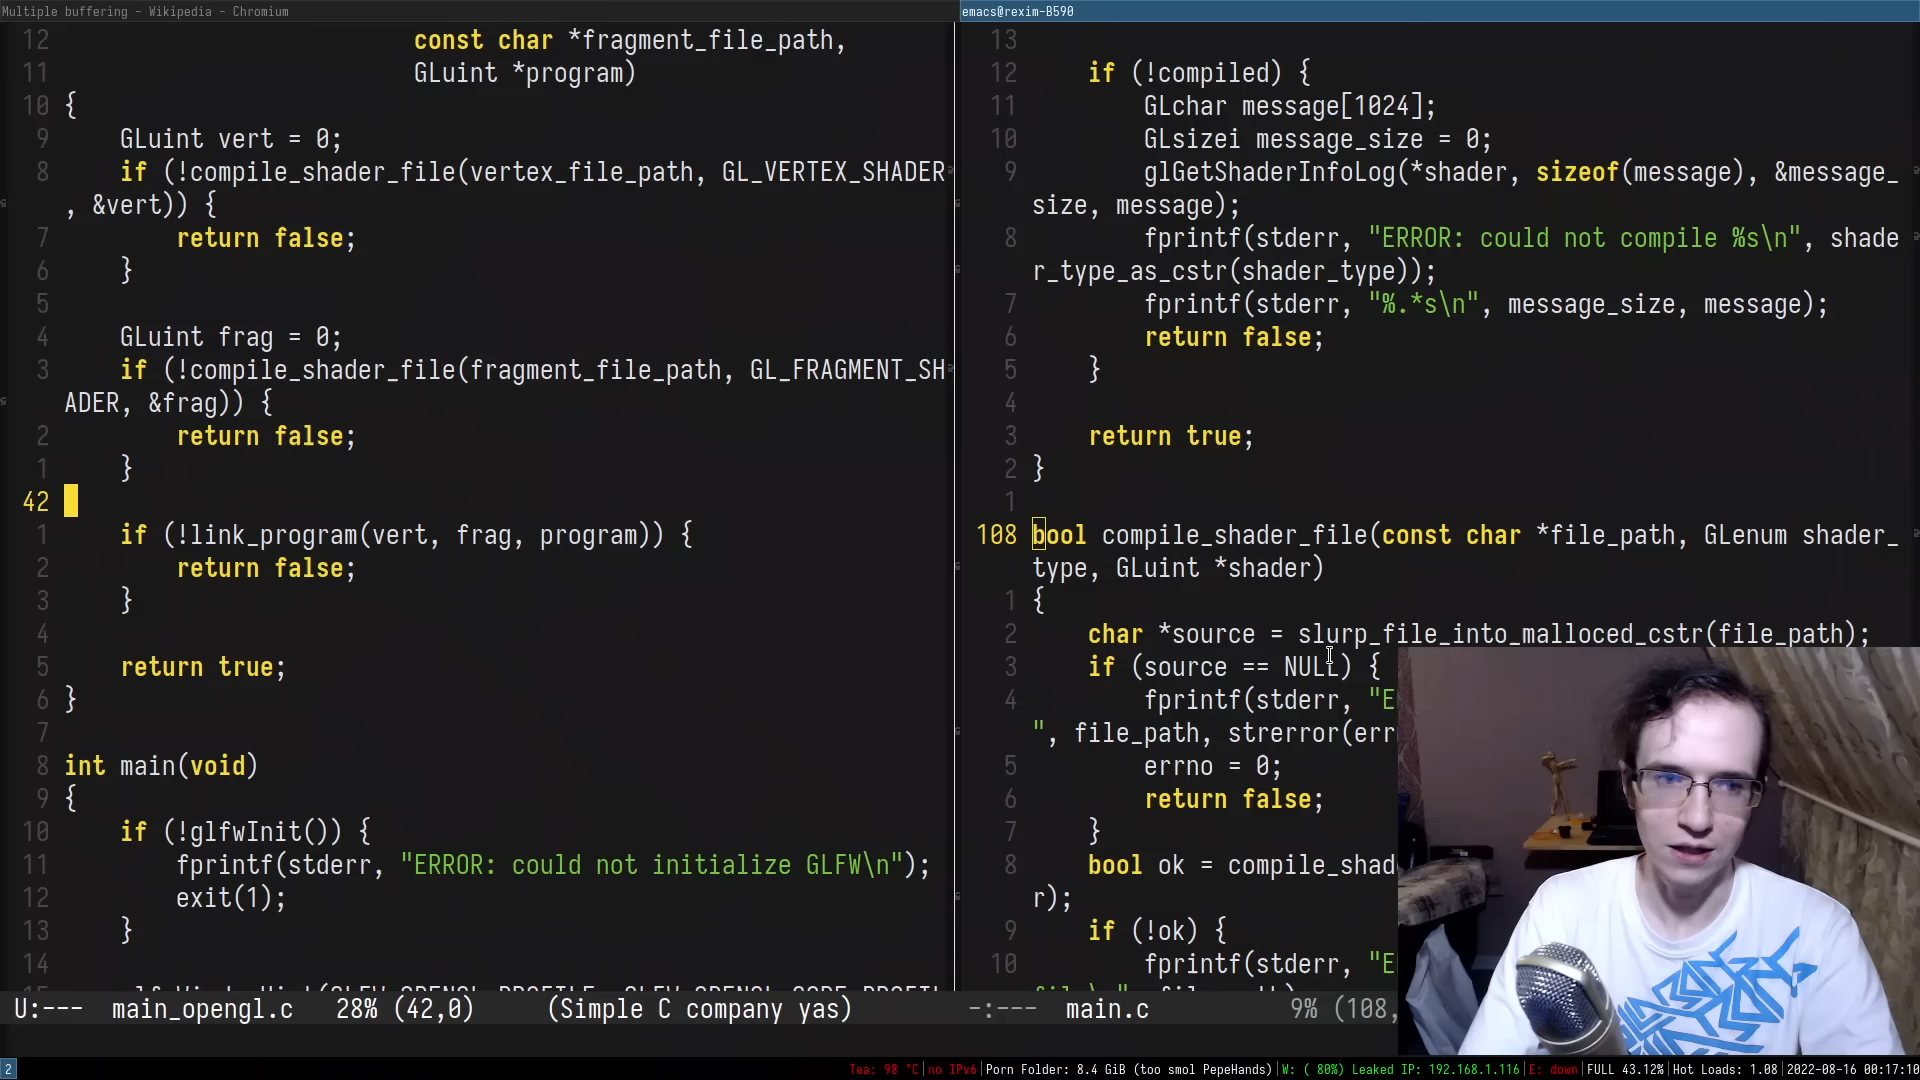 Multiple buffering - Wikipedia - Chromium
emacs@rexim-B590
12 const char *fragment_file_path,
11 GLuint *program)
10 {
9 GLuint vert = 0;
8 if (!compile_shader_file(vertex_file_path, GL_VERTEX_SHADER
, &vert)) {
7 return false;
6 }
5
4 GLuint frag = 0;
3 if (!compile_shader_file(fragment_file_path, GL_FRAGMENT_SH
ADER, &frag)) {
2 return false;
1 }
42
1 if (!link_program(vert, frag, program)) {
2 return false;
3 }
4
5 return true;
6 }
7
8 int main(void)
9 {
10 if (!glfwInit()) {
11 fprintf(stderr, "ERROR: could not initialize GLFW\n");
12 exit(1);
13 }
14
U:--- main_opengl.c 28% (42,0) (Simple C company yas)
13
12 if (!compiled) {
11 GLchar message[1024];
10 GLsizei message_size = 0;
9 glGetShaderInfoLog(*shader, sizeof(message), &message_
size, message);
8 fprintf(stderr, "ERROR: could not compile %s\n", shade
r_type_as_cstr(shader_type));
7 fprintf(stderr, "%.*s\n", message_size, message);
6 return false;
5 }
4
3 return true;
2 }
1
108 bool compile_shader_file(const char *file_path, GLenum shader_
type, GLuint *shader)
1 {
2 char *source = slurp_file_into_malloced_cstr(file_path);
3 if (source == NULL) {
4 fprintf(stderr, "E
", file_path, strerror(err
5 errno = 0;
6 return false;
7 }
8 bool ok = compile_shad
r);
9 if (!ok) {
10 fprintf(stderr, "E
-:--- main.c 9% (108,
2
Tea: 98 °C|no IPv6|Porn Folder: 8.4 GiB (too smol PepeHands)|W: ( 80%) Leaked IP: 192.168.1.116|E: down|FULL 43.12%|Hot Loads: 1.08|2022-08-16 00:17:10